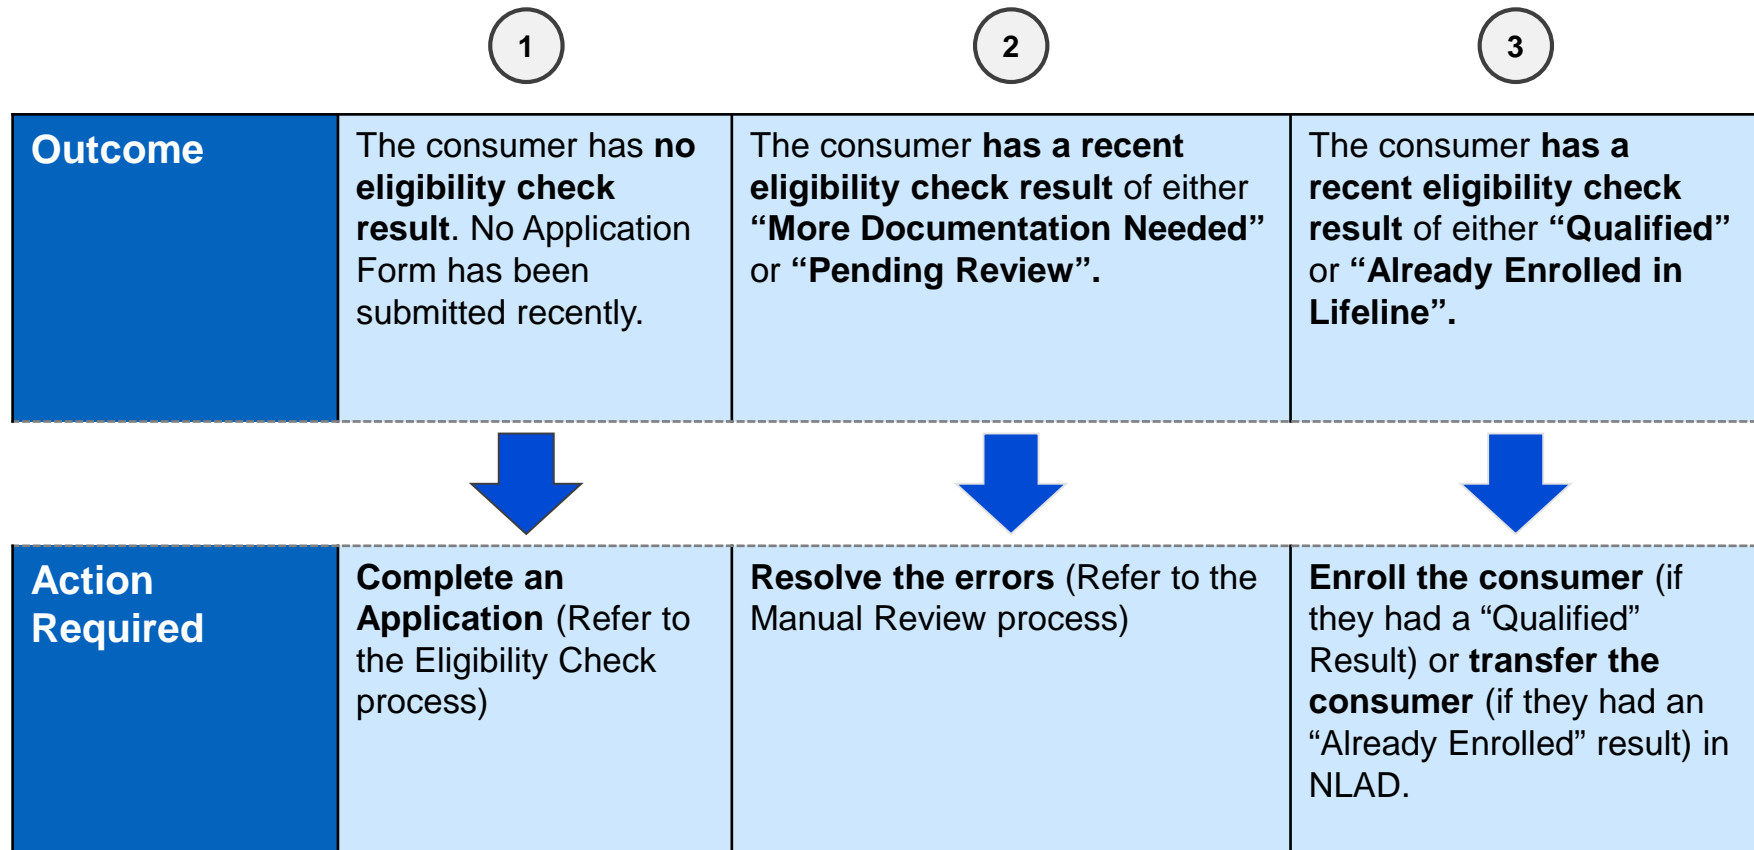 1
2
3
Outcome
The consumer has no
eligibility check
result. No Application
Form has been
submitted recently.
The consumer has a recent
eligibility check result of either
“More Documentation Needed”
or “Pending Review”.
The consumer has a
recent eligibility check
result of either “Qualified”
or “Already Enrolled in
Lifeline”.
Action
Required
Complete an
Application (Refer to
the Eligibility Check
process)
Resolve the errors (Refer to the
Manual Review process)
Enroll the consumer (if
they had a “Qualified”
Result) or transfer the
consumer (if they had an
“Already Enrolled” result) in
NLAD.